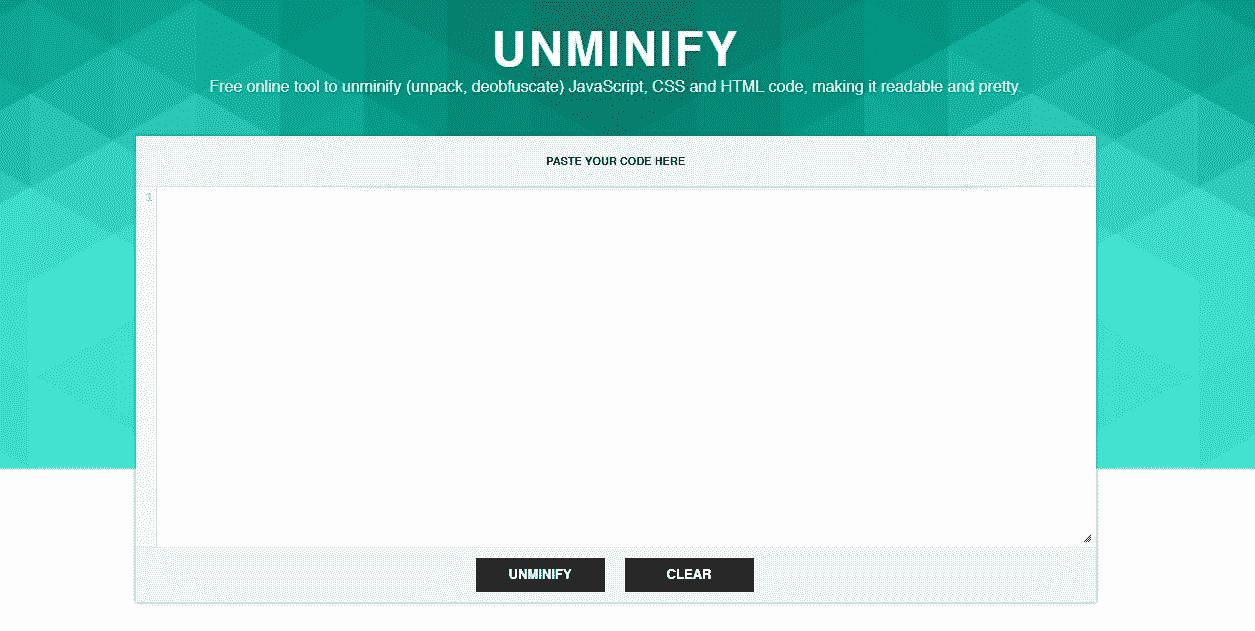 UNMINIFY
Free online tool to unminify (unpack, deobfuscate) JavaScript, CSS and HTML code, making it readable and pretty.
PASTE YOUR CODE HERE
1
UNMINIFY CLEAR